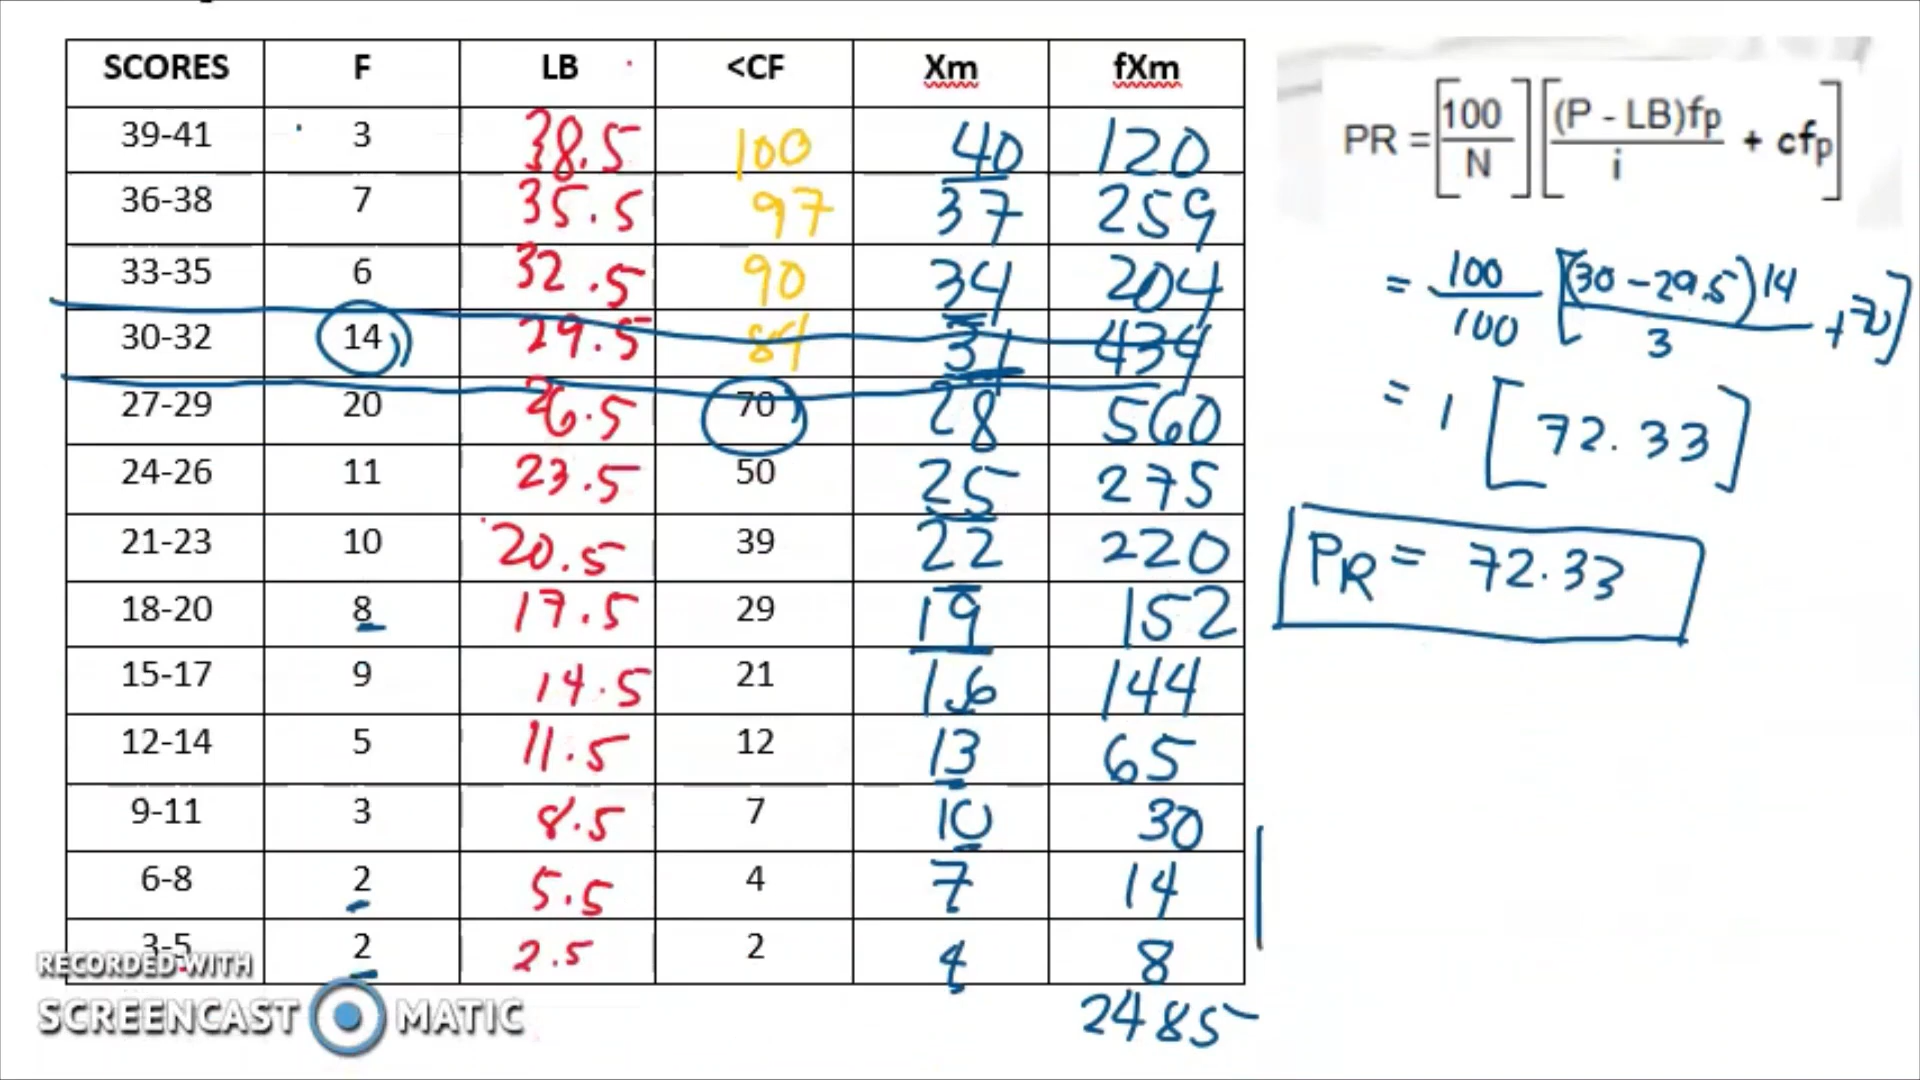 SCORES F LB <CF Xm fXm
39-41 3 38.5 100 40 120
36-38 7 35.5 97 37 259
33-35 6 32.5 90 34 204
30-32 14 29.5 84 31 434
27-29 20 26.5 70 28 560
24-26 11 23.5 50 25 275
21-23 10 20.5 39 22 220
18-20 8 17.5 29 19 152
15-17 9 14.5 21 16 144
12-14 5 11.5 12 13 65
9-11 3 8.5 7 10 30
6-8 2 5.5 4 7 14
3-5 2 2.5 2 4 8
2485
PR = [100/N] [(P - LB)fp/i + cfp]
= 100/100 [(30-29.5)14/3 + 70]
= 1 [72.33]
PR = 72.33
RECORDED WITH
SCREENCAST MATIC